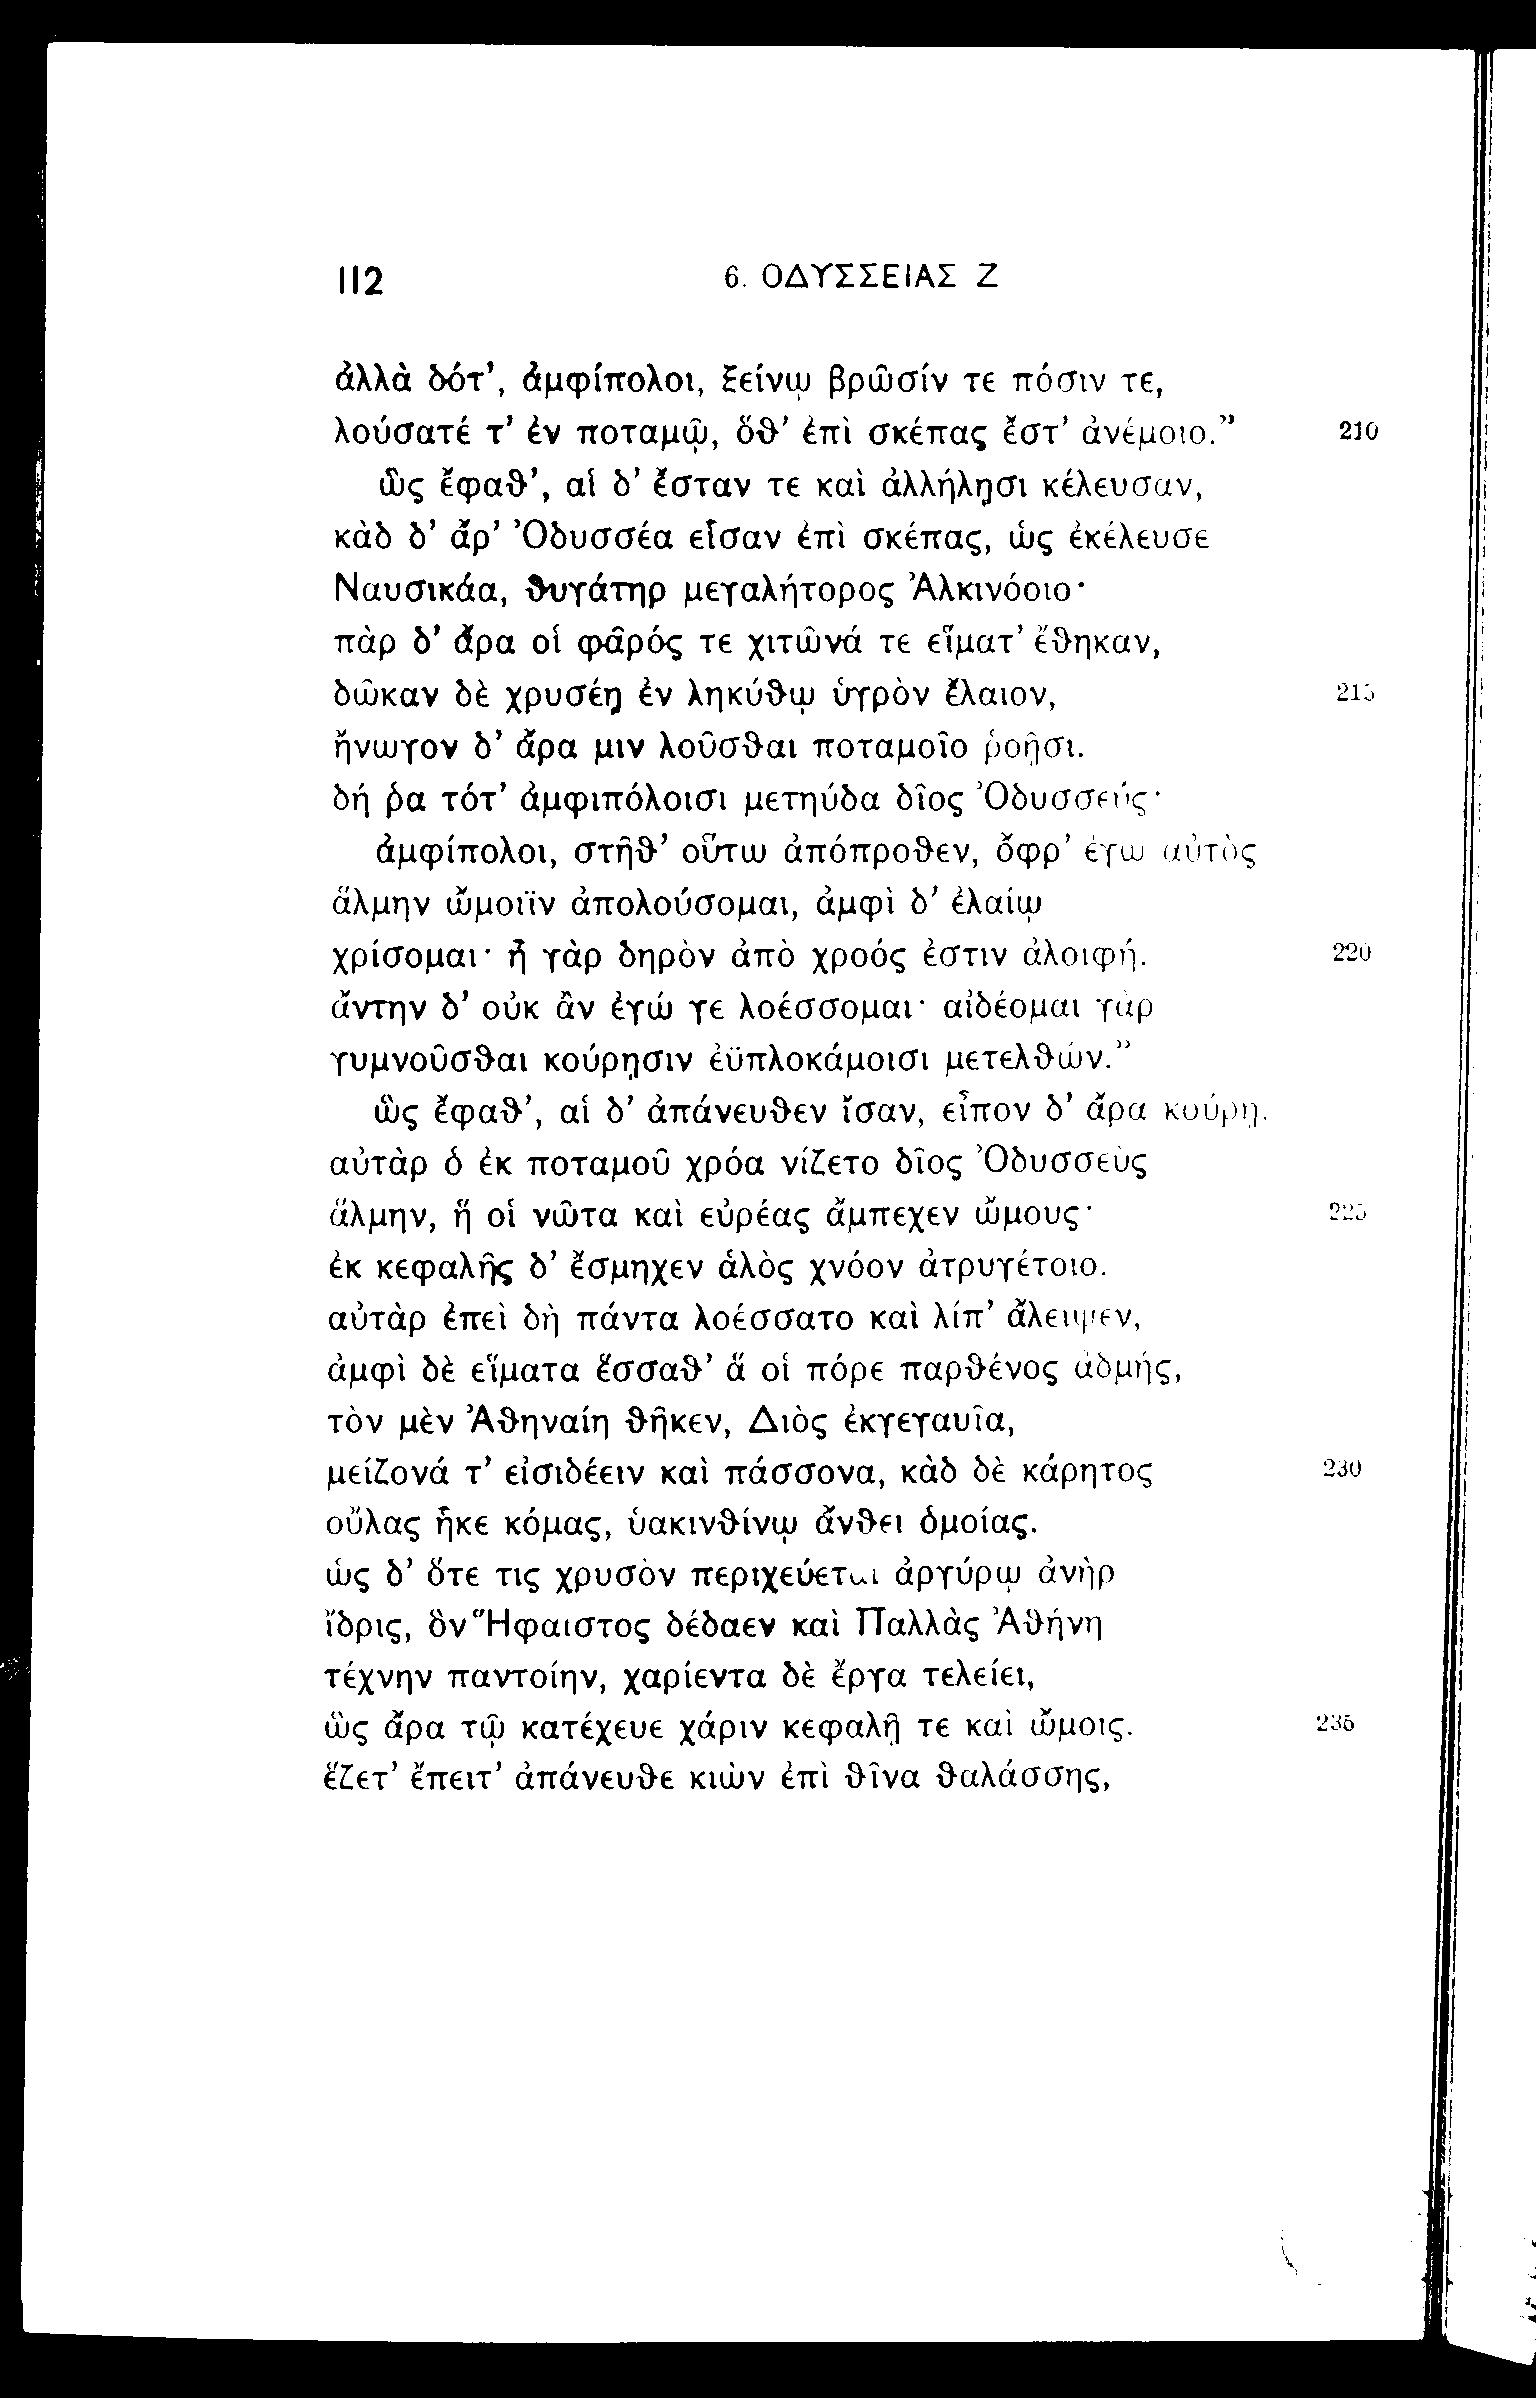 112 6. ΟΔΥΣΣΕΙΑΣ Ζ
ἀλλὰ δότ’, ἀμφίπολοι, ξείνῳ βρῶσίν τε πόσιν τε,
λούσατέ τ’ ἐν ποταμῷ, ὅθ’ ἐπὶ σκέπας ἔστ’ ἀνέμοιο.” 210
ὣς ἔφαθ’, αἱ δ’ ἔσταν τε καὶ ἀλλήλῃσι κέλευσαν,
κὰδ δ’ ἄρ’ Ὀδυσσέα εἷσαν ἐπὶ σκέπας, ὡς ἐκέλευσε
Ναυσικάα, θυγάτηρ μεγαλήτορος Ἀλκινόοιο·
πὰρ δ’ ἄρα οἱ φᾶρός τε χιτῶνά τε εἵματ’ ἔθηκαν,
δῶκαν δὲ χρυσέῃ ἐν ληκύθῳ ὑγρὸν ἔλαιον, 215
ἤνωγον δ’ ἄρα μιν λοῦσθαι ποταμοῖο ῥοῇσι.
δή ῥα τότ’ ἀμφιπόλοισι μετηύδα δῖος Ὀδυσσεύς·
ἀμφίπολοι, στῆθ’ οὕτω ἀπόπροθεν, ὄφρ’ ἐγὼ αὐτὸς
ἅλμην ὤμοιϊν ἀπολούσομαι, ἀμφὶ δ’ ἐλαίῳ
χρίσομαι· ἦ γὰρ δηρὸν ἀπὸ χροός ἐστιν ἀλοιφή. 220
ἄντην δ’ οὐκ ἂν ἐγώ γε λοέσσομαι· αἰδέομαι γὰρ
γυμνοῦσθαι κούρῃσιν ἐϋπλοκάμοισι μετελθών.”
ὣς ἔφαθ’, αἱ δ’ ἀπάνευθεν ἴσαν, εἶπον δ’ ἄρα κούρῃ.
αὐτὰρ ὁ ἐκ ποταμοῦ χρόα νίζετο δῖος Ὀδυσσεὺς
ἅλμην, ἥ οἱ νῶτα καὶ εὐρέας ἄμπεχεν ὤμους· 225
ἐκ κεφαλῆς δ’ ἔσμηχεν ἁλὸς χνόον ἀτρυγέτοιο.
αὐτὰρ ἐπεὶ δὴ πάντα λοέσσατο καὶ λίπ’ ἄλειψεν,
ἀμφὶ δὲ εἵματα ἕσσαθ’ ἅ οἱ πόρε παρθένος ἀδμής,
τὸν μὲν Ἀθηναίη θῆκεν, Διὸς ἐκγεγαυῖα,
μείζονά τ’ εἰσιδέειν καὶ πάσσονα, κὰδ δὲ κάρητος 230
οὔλας ἧκε κόμας, ὑακινθίνῳ ἄνθει ὁμοίας.
ὡς δ’ ὅτε τις χρυσὸν περιχεύεται ἀργύρῳ ἀνὴρ
ἴδρις, ὃν Ἥφαιστος δέδαεν καὶ Παλλὰς Ἀθήνη
τέχνην παντοίην, χαρίεντα δὲ ἔργα τελείει,
ὣς ἄρα τῷ κατέχευε χάριν κεφαλῇ τε καὶ ὤμοις. 235
ἕζετ’ ἔπειτ’ ἀπάνευθε κιὼν ἐπὶ θῖνα θαλάσσης,